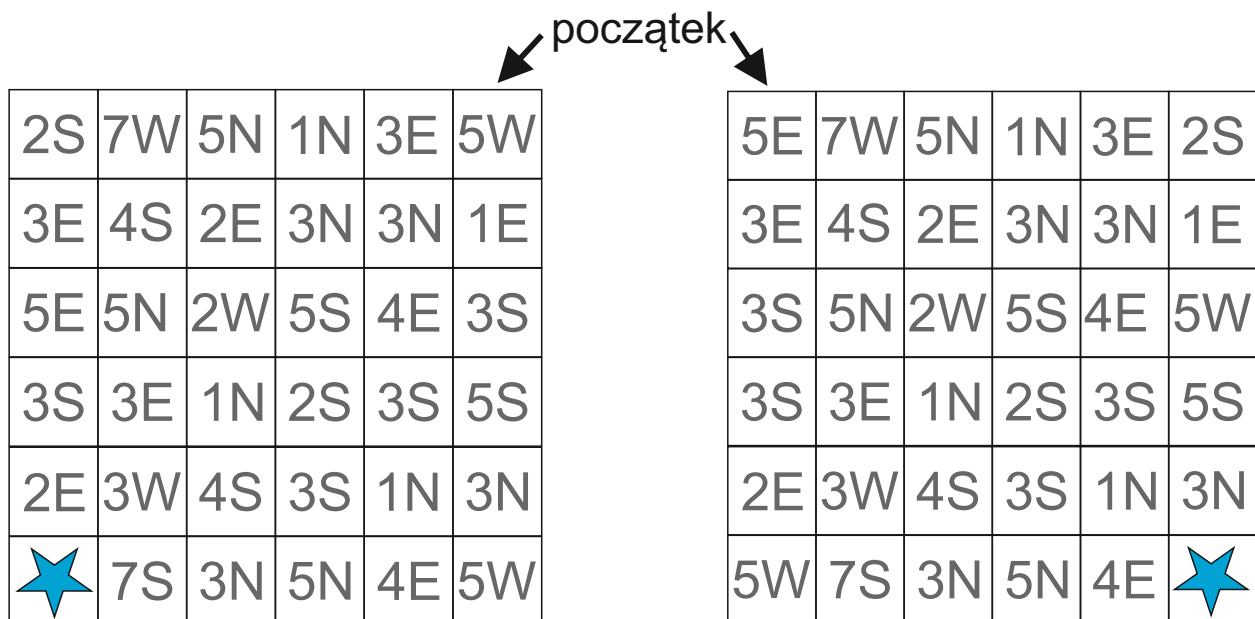 początek
2S 7W 5N 1N 3E 5W
3E 4S 2E 3N 3N 1E
5E 5N 2W 5S 4E 3S
3S 3E 1N 2S 3S 5S
2E 3W 4S 3S 1N 3N
7S 3N 5N 4E 5W
5E 7W 5N 1N 3E 2S
3E 4S 2E 3N 3N 1E
3S 5N 2W 5S 4E 5W
3S 3E 1N 2S 3S 5S
2E 3W 4S 3S 1N 3N
5W 7S 3N 5N 4E